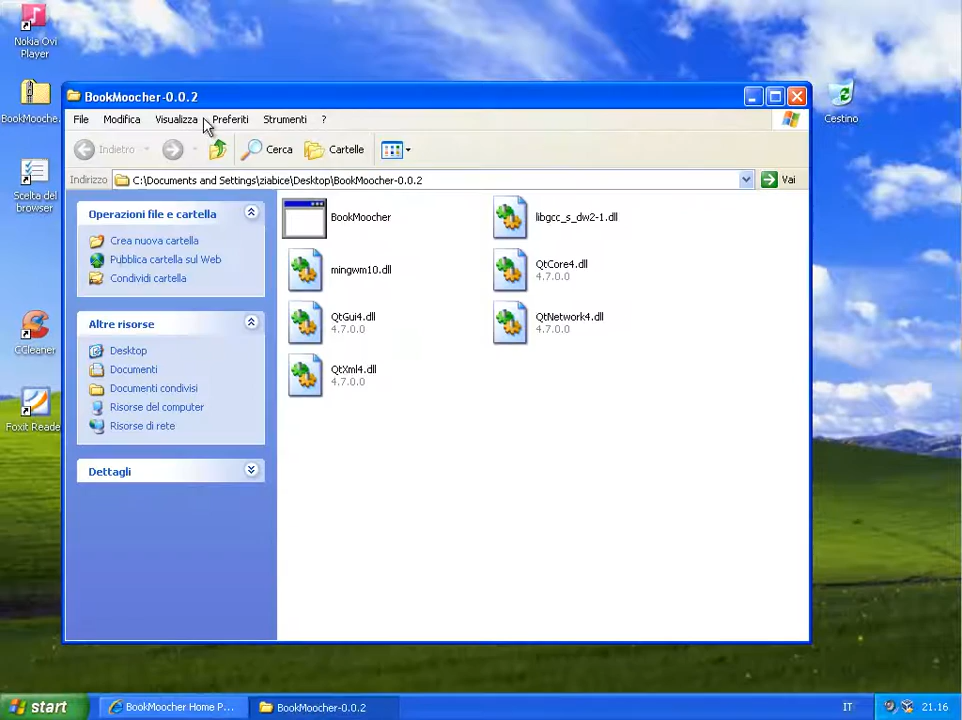 Nokia Ovi
Player
BookMooche...
Scelta del
browser
CCleaner
Foxit Reade
Cestino
BookMoocher-0.0.2
File Modifica Visualizza Preferiti Strumenti ?
Indietro Cerca Cartelle
Indirizzo C:\Documents and Settings\ziabice\Desktop\BookMoocher-0.0.2 Vai
Operazioni file e cartella
Crea nuova cartella
Pubblica cartella sul Web
Condividi cartella
Altre risorse
Desktop
Documenti
Documenti condivisi
Risorse del computer
Risorse di rete
Dettagli
BookMoocher
libgcc_s_dw2-1.dll
mingwm10.dll
QtCore4.dll
4.7.0.0
QtGui4.dll
4.7.0.0
QtNetwork4.dll
4.7.0.0
QtXml4.dll
4.7.0.0
start BookMoocher Home P... BookMoocher-0.0.2 IT 21.16